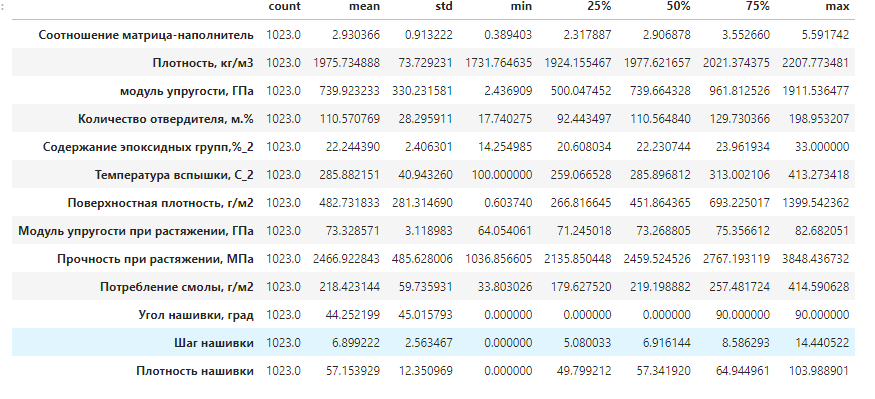 count mean std min 25% 50% 75% max
Соотношение матрица-наполнитель 1023.0 2.930366 0.913222 0.389403 2.317887 2.906878 3.552660 5.591742
Плотность, кг/м3 1023.0 1975.734888 73.729231 1731.764635 1924.155467 1977.621657 2021.374375 2207.773481
модуль упругости, ГПа 1023.0 739.923233 330.231581 2.436909 500.047452 739.664328 961.812526 1911.536477
Количество отвердителя, м.% 1023.0 110.570769 28.295911 17.740275 92.443497 110.564840 129.730366 198.953207
Содержание эпоксидных групп,%_2 1023.0 22.244390 2.406301 14.254985 20.608034 22.230744 23.961934 33.000000
Температура вспышки, С_2 1023.0 285.882151 40.943260 100.000000 259.066528 285.896812 313.002106 413.273418
Поверхностная плотность, г/м2 1023.0 482.731833 281.314690 0.603740 266.816645 451.864365 693.225017 1399.542362
Модуль упругости при растяжении, ГПа 1023.0 73.328571 3.118983 64.054061 71.245018 73.268805 75.356612 82.682051
Прочность при растяжении, МПа 1023.0 2466.922843 485.628006 1036.856605 2135.850448 2459.524526 2767.193119 3848.436732
Потребление смолы, г/м2 1023.0 218.423144 59.735931 33.803026 179.627520 219.198882 257.481724 414.590628
Угол нашивки, град 1023.0 44.252199 45.015793 0.000000 0.000000 0.000000 90.000000 90.000000
Шаг нашивки 1023.0 6.899222 2.563467 0.000000 5.080033 6.916144 8.586293 14.440522
Плотность нашивки 1023.0 57.153929 12.350969 0.000000 49.799212 57.341920 64.944961 103.988901